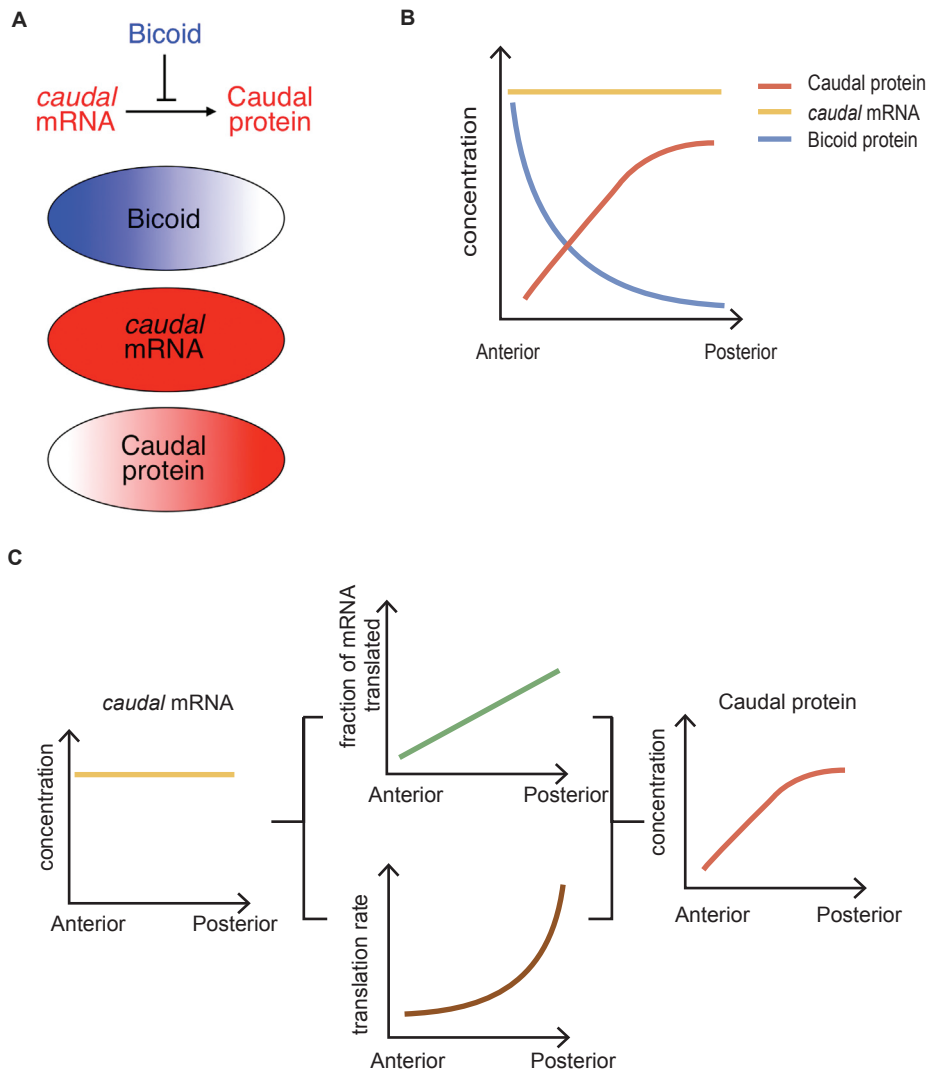 A
Bicoid
caudal
mRNA
Caudal
protein
Bicoid
caudal
mRNA
Caudal
protein
B
concentration
Anterior
Posterior
Caudal protein
caudal mRNA
Bicoid protein
C
caudal mRNA
concentration
Anterior
Posterior
fraction of mRNA
translated
Anterior
Posterior
translation rate
Anterior
Posterior
Caudal protein
concentration
Anterior
Posterior